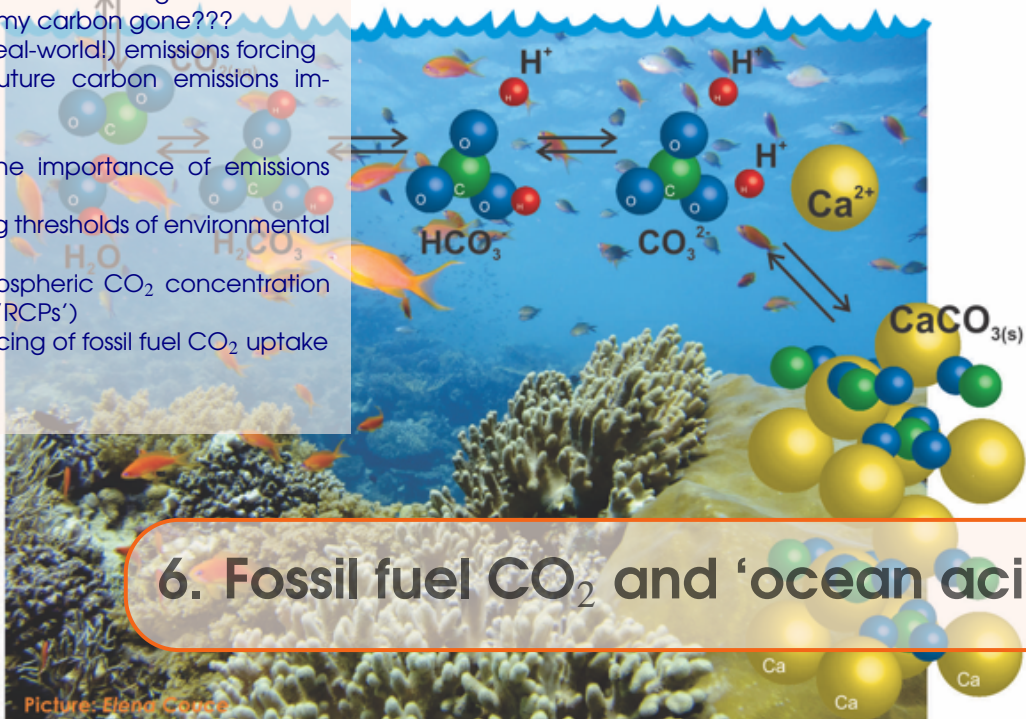 my carbon gone???
eal-world!) emissions forcing
uture carbon emissions im-
ne importance of emissions
g thresholds of environmental
ospheric CO₂ concentration
'RCPs')
cing of fossil fuel CO₂ uptake
H⁺
H⁺
H⁺
H
H
H
O
O
O
O
O
O
O
O
O
C
C
C
H
H
H₂O
H₂CO₃
HCO₃⁻
CO₃²⁻
Ca²⁺
CaCO₃(s)
6. Fossil fuel CO₂ and ‘ocean aci
Ca
Ca
Ca
Picture: Elena Couce